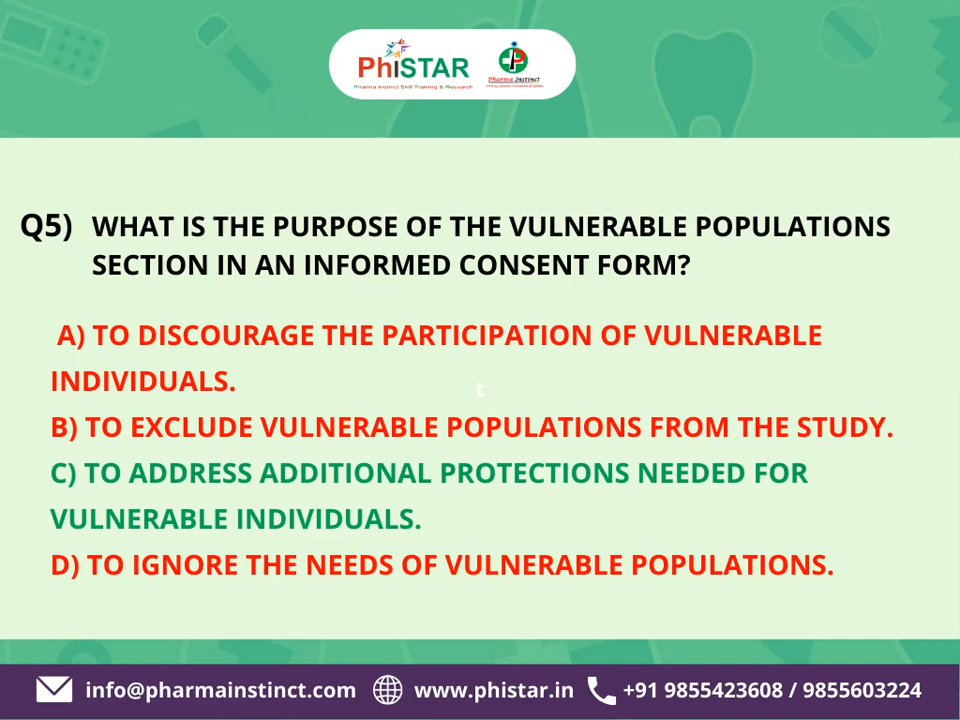 PhiSTAR
Pharma Instinct Skill Training & Research
Pharma Instinct
Q5) WHAT IS THE PURPOSE OF THE VULNERABLE POPULATIONS
SECTION IN AN INFORMED CONSENT FORM?
A) TO DISCOURAGE THE PARTICIPATION OF VULNERABLE
INDIVIDUALS.
t
B) TO EXCLUDE VULNERABLE POPULATIONS FROM THE STUDY.
C) TO ADDRESS ADDITIONAL PROTECTIONS NEEDED FOR
VULNERABLE INDIVIDUALS.
D) TO IGNORE THE NEEDS OF VULNERABLE POPULATIONS.
info@pharmainstinct.com www.phistar.in +91 9855423608 / 9855603224